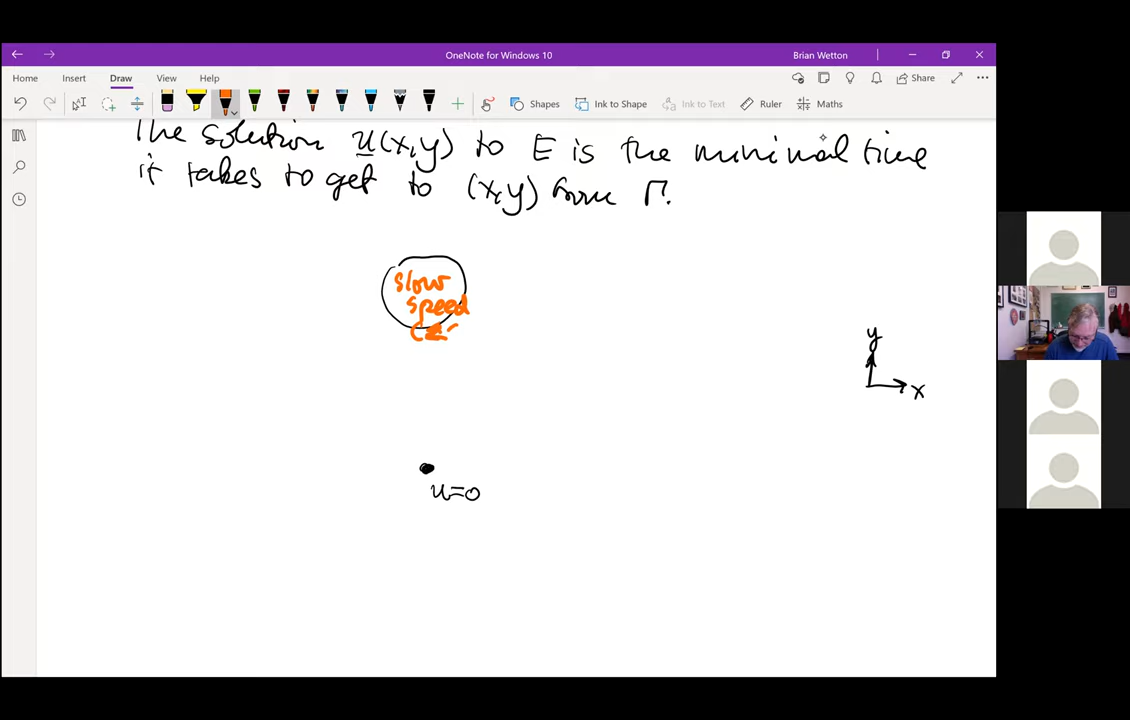 OneNote for Windows 10
Brian Wetton
Home Insert Draw View Help
Share
Shapes Ink to Shape Ink to Text Ruler Maths
The solution u(x,y) to E is the minimal time
it takes to get to (x,y) from Γ.
slow
speed
y
x
u=0